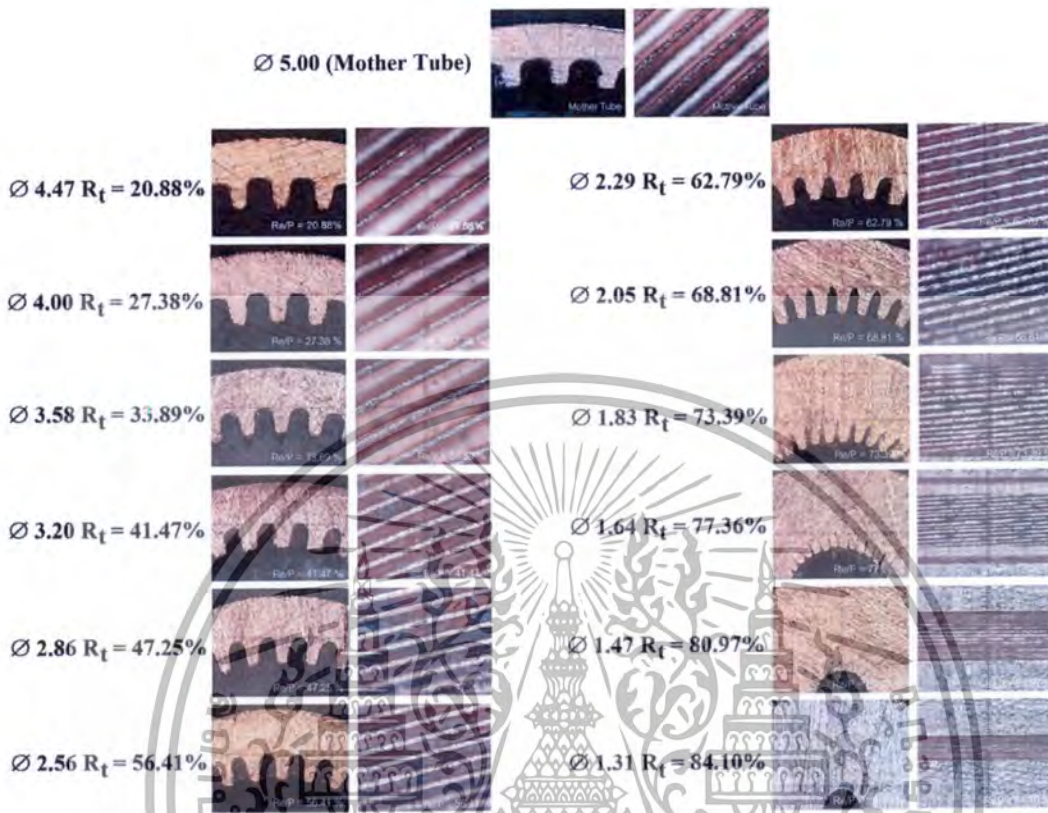 Ø 5.00 (Mother Tube)
Mother Tube
Mother Tube
Ø 4.47 Rt = 20.88%
Re/P = 20.88%
Ø 4.00 Rt = 27.38%
Re/P = 27.38 %
Ø 3.58 Rt = 33.89%
Ø 3.20 Rt = 41.47%
Re/P = 41.47 %
Ø 2.86 Rt = 47.25%
Re/P = 47.25 %
Ø 2.56 Rt = 56.41%
Re/P = 56.41 %
Ø 2.29 Rt = 62.79%
Re/P = 62.79 %
Ø 2.05 Rt = 68.81%
Re/P = 68.81 %
Ø 1.83 Rt = 73.39%
Ø 1.64 Rt = 77.36%
Ø 1.47 Rt = 80.97%
Ø 1.31 Rt = 84.10%